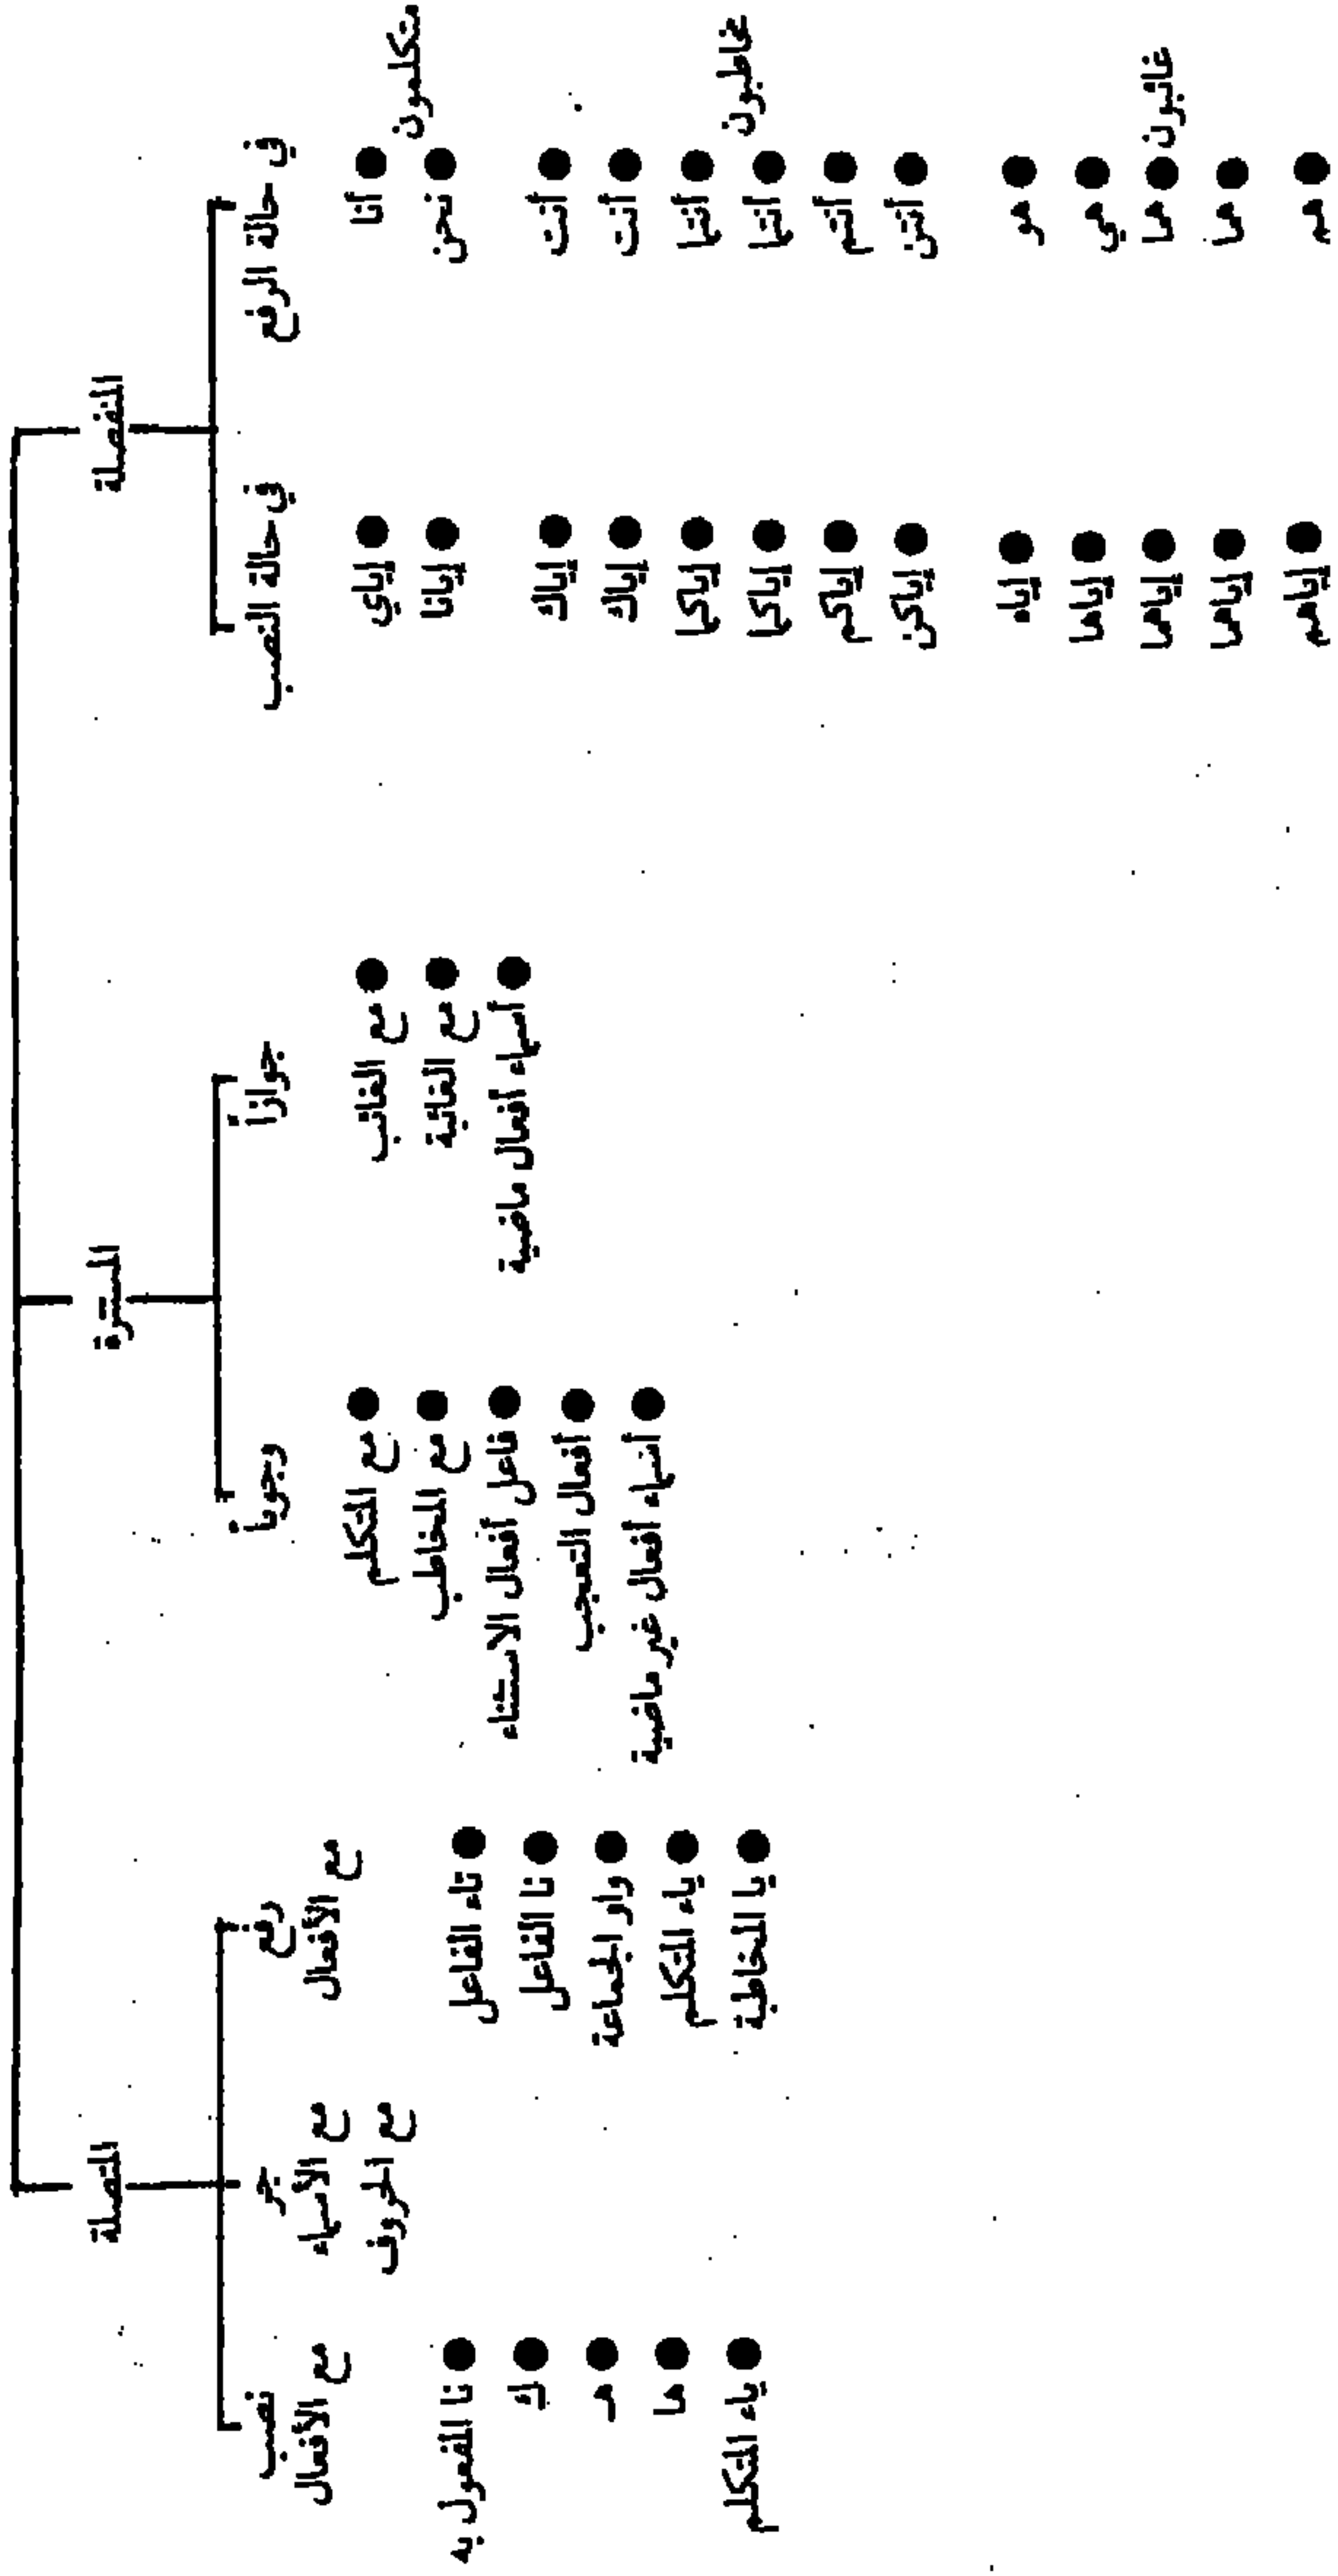 المنفصلة
في حالة الرفع
أنا
نحن
متكلمون
أنت
أنت
أنتما
أنتما
أنتم
أنتن
مخاطبون
هو
هي
هما
هما
هم
غائبون
في حالة النصب
إياي
إيانا
إياك
إياك
إياكما
إياكما
إياكم
إياكن
إياه
إياها
إياهما
إياهما
إياهم
المستترة
جوازاً
مع الغائب
مع الغائبة
أسماء أفعال ماضية
وجوباً
مع المتكلم
مع المخاطب
فاعل أفعال الاستثناء
أفعال التعجب
أسماء أفعال غير ماضية
المتصلة
رفع
مع الأفعال
تاء الفاعل
نا الفاعل
واو الجماعة
ياء المتكلم
يا المخاطبة
جر
مع الأسماء
مع الحروف
نصب
مع الأفعال
نا المفعول به
ك
هـ
ها
ياء المتكلم